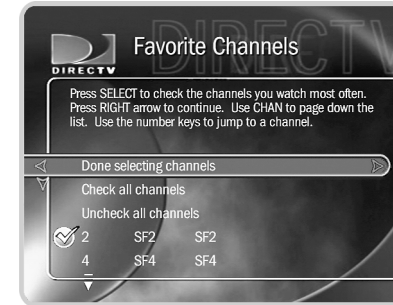 DIRECTV
Favorite Channels
DIRECTV
Press SELECT to check the channels you watch most often.
Press RIGHT arrow to continue. Use CHAN to page down the
list. Use the number keys to jump to a channel.
Done selecting channels
Check all channels
Uncheck all channels
2 SF2 SF2
4 SF4 SF4